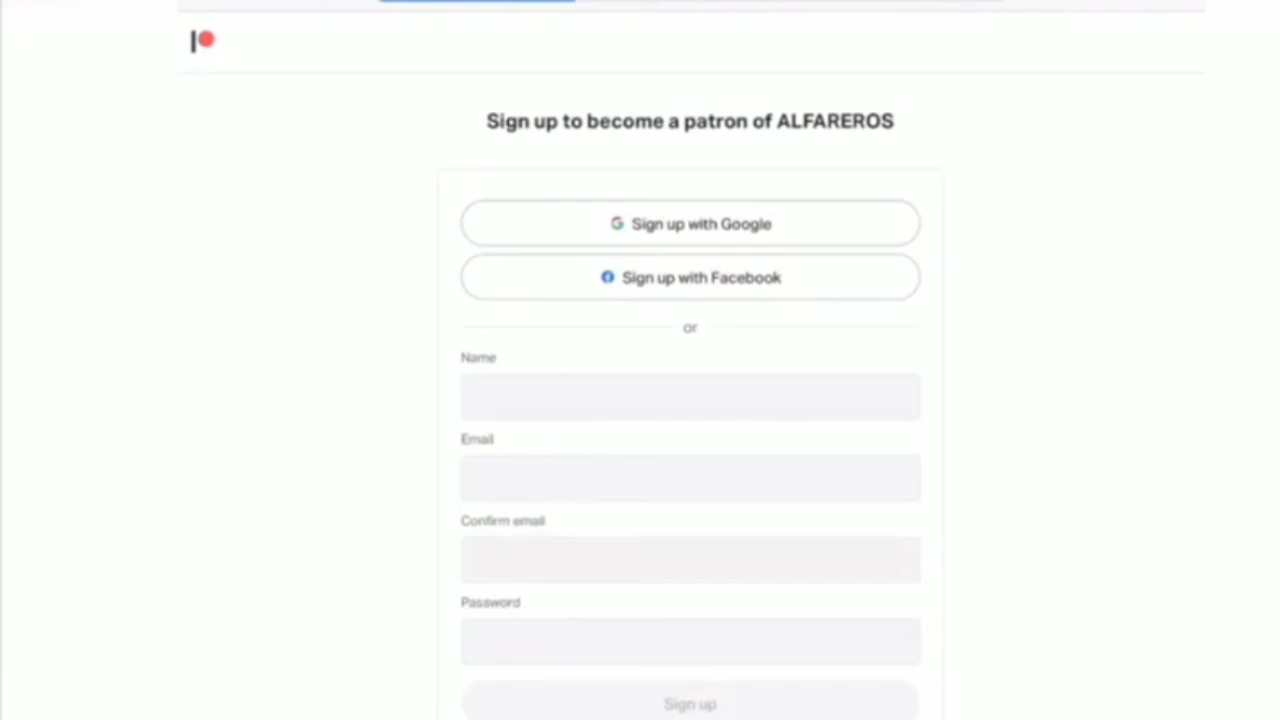 Sign up to become a patron of ALFAREROS
Sign up with Google
Sign up with Facebook
or
Name
Email
Confirm email
Password
Sign up